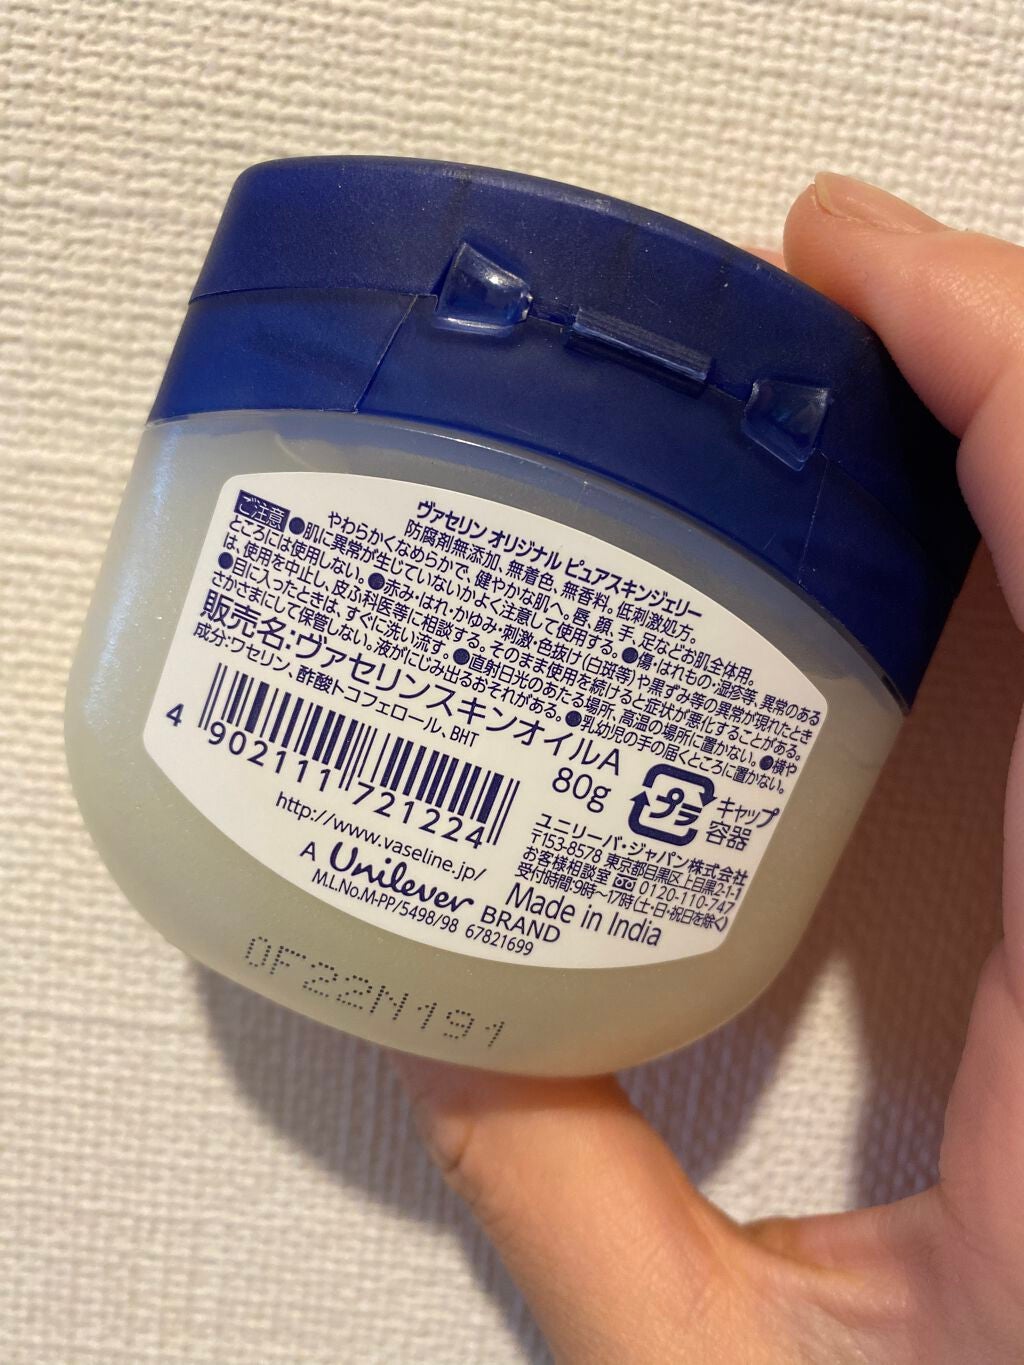 ヴァセリン オリジナル ピュアスキンジェリー
防腐剤無添加、無着色、無香料。低刺激処方。
やわらかくなめらかで、健やかな肌へ。唇、顔、手、足などお肌全体用。
ご注意 ●肌に異常が生じていないかよく注意して使用する。●傷・はれもの・湿疹等、異常のある
ところには使用しない。●赤み・はれ・かゆみ・刺激・色抜け(白斑等)や黒ずみ等の異常が現れたとき
は、使用を中止し、皮ふ科医等に相談する。そのまま使用を続けると症状が悪化することがある。
●目に入ったときは、すぐに洗い流す。●直射日光のあたる場所、高温の場所に置かない。●横や
さかさまにして保管しない。液がにじみ出るおそれがある。●乳幼児の手の届くところに置かない。
販売名:ヴァセリンスキンオイルA
成分:ワセリン、酢酸トコフェロール、BHT
80g
プラ
キャップ
容器
4 902111 721224
ユニリーバ・ジャパン株式会社
〒153-8578 東京都目黒区上目黒2-1-1
お客様相談室 0120-110-747
受付時間:9時~17時(土・日・祝日を除く)
http://www.vaseline.jp/
A Unilever BRAND
Made in India
M.L.No.M-PP/5498/98 67821699
0F22N191